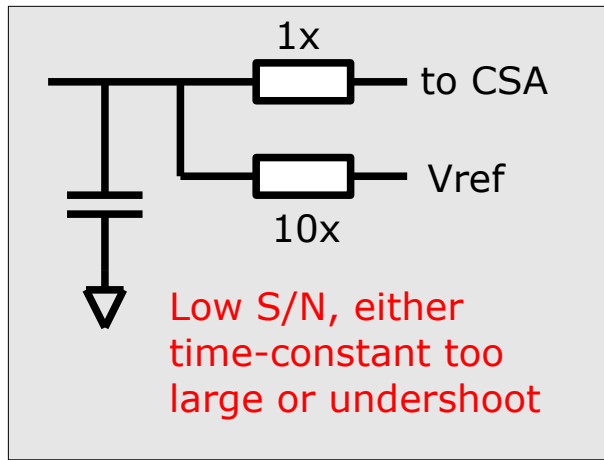 1x
to CSA
Vref
10x
Low S/N, either
time-constant too
large or undershoot